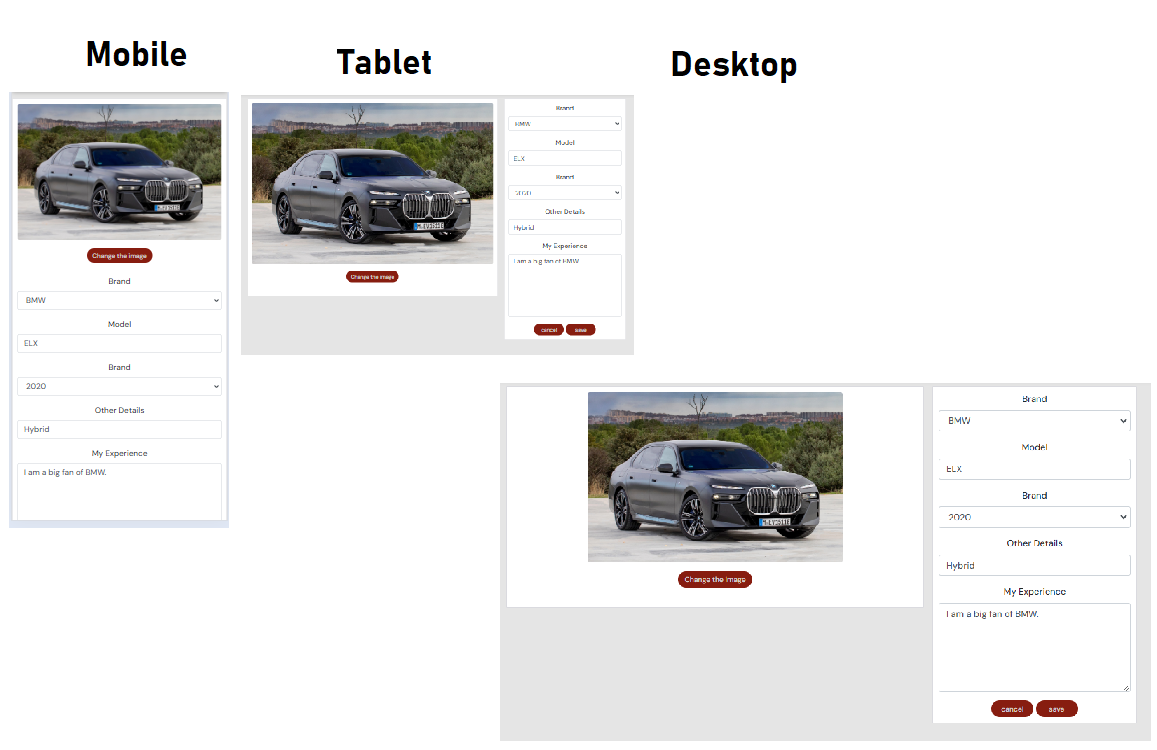 Mobile
Tablet
Desktop
Change the image
Brand
BMW
Model
ELX
Brand
2020
Other Details
Hybrid
My Experience
I am a big fan of BMW.
Change the image
Brand
BMW
Model
ELX
Brand
2020
Other Details
Hybrid
My Experience
I am a big fan of BMW.
cancel
save
Change the image
Brand
BMW
Model
ELX
Brand
2020
Other Details
Hybrid
My Experience
I am a big fan of BMW.
cancel
save